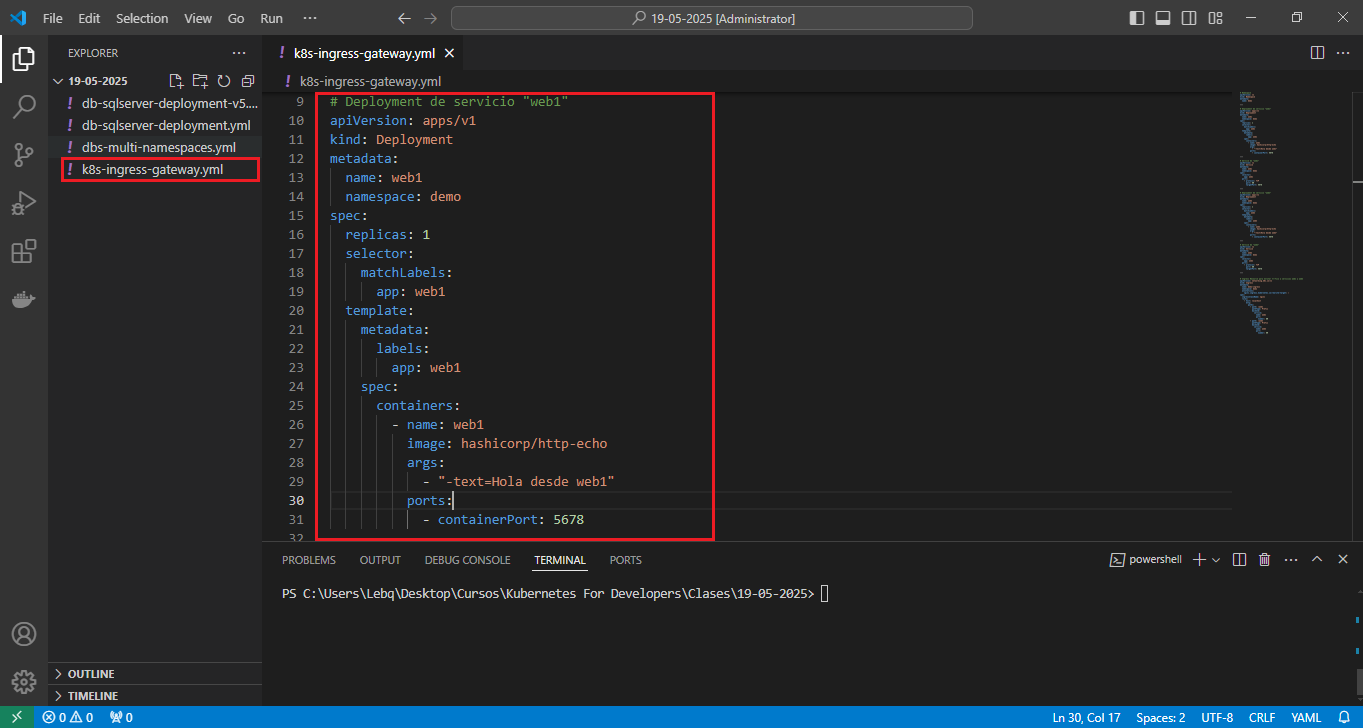 File Edit Selection View Go Run ··· 19-05-2025 [Administrator]
EXPLORER ···
19-05-2025
! db-sqlserver-deployment-v5....
! db-sqlserver-deployment.yml
! dbs-multi-namespaces.yml
! k8s-ingress-gateway.yml
OUTLINE
TIMELINE
! k8s-ingress-gateway.yml
! k8s-ingress-gateway.yml
9 # Deployment de servicio "web1"
10 apiVersion: apps/v1
11 kind: Deployment
12 metadata:
13 name: web1
14 namespace: demo
15 spec:
16 replicas: 1
17 selector:
18 matchLabels:
19 app: web1
20 template:
21 metadata:
22 labels:
23 app: web1
24 spec:
25 containers:
26 - name: web1
27 image: hashicorp/http-echo
28 args:
29 - "-text=Hola desde web1"
30 ports:
31 - containerPort: 5678
32
PROBLEMS OUTPUT DEBUG CONSOLE TERMINAL PORTS powershell
PS C:\Users\Lebq\Desktop\Cursos\Kubernetes For Developers\Clases\19-05-2025>
0 0 0 Ln 30, Col 17 Spaces: 2 UTF-8 CRLF YAML